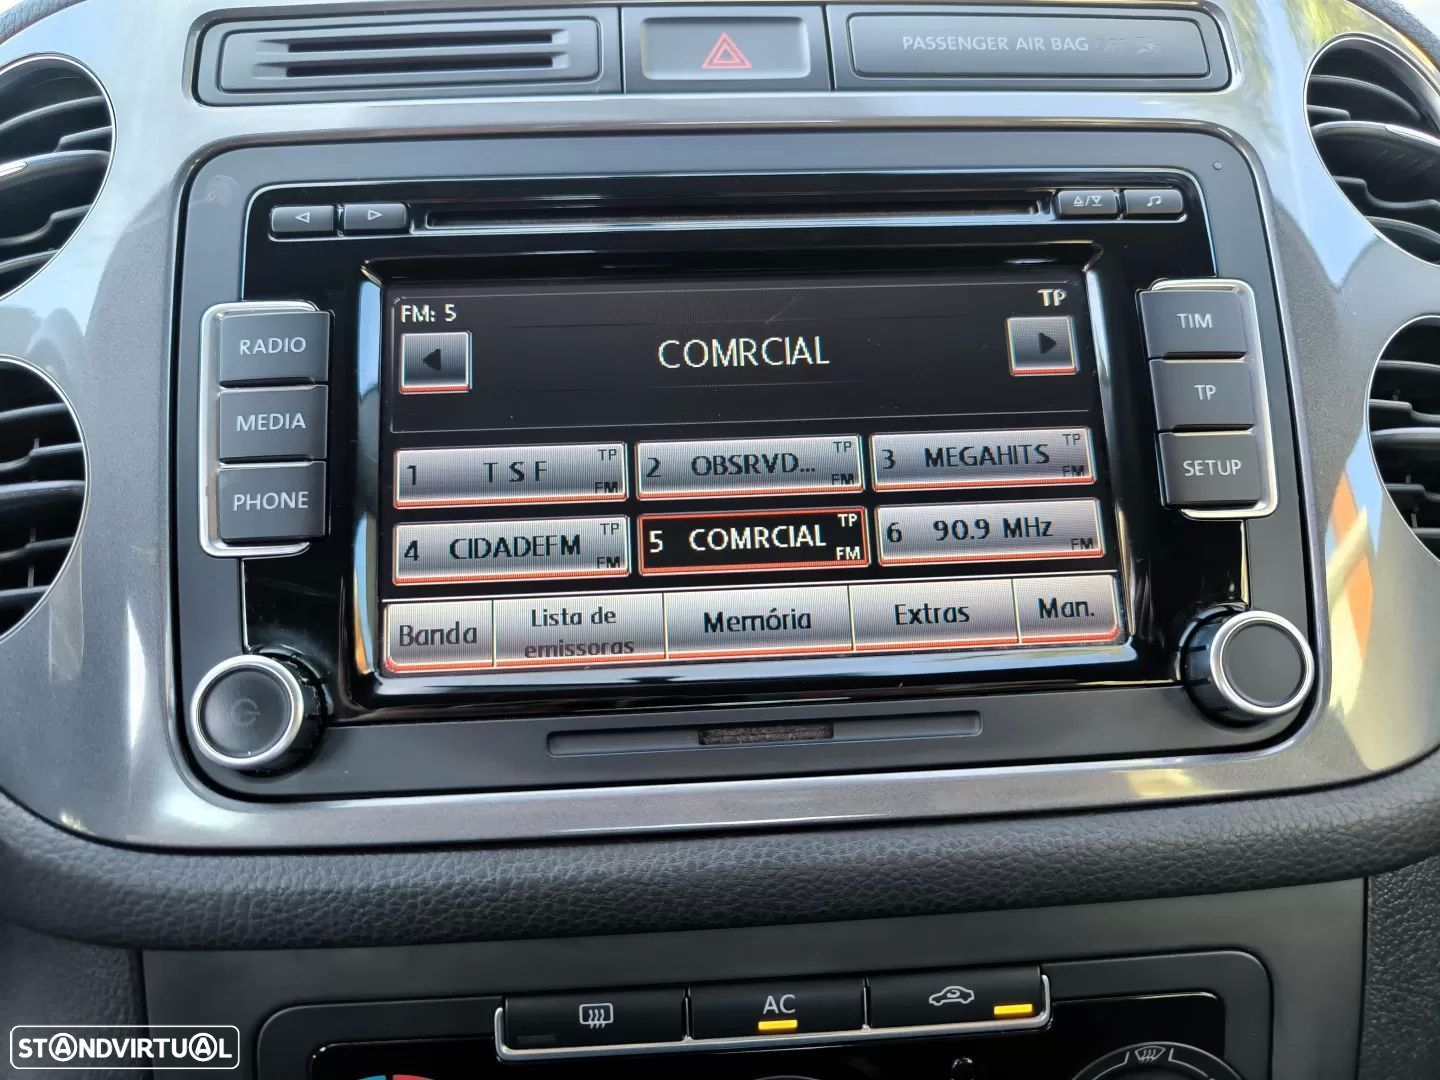 PASSENGER AIR BAG OFF
FM: 5
TP
COMRCIAL
RADIO
MEDIA
PHONE
TIM
TP
SETUP
1 T S F TP FM
2 OBSRVD... TP FM
3 MEGAHITS TP FM
4 CIDADEFM TP FM
5 COMRCIAL TP FM
6 90.9 MHz FM
Banda
Lista de
emissoras
Memória
Extras
Man.
AC
STANDVIRTUAL